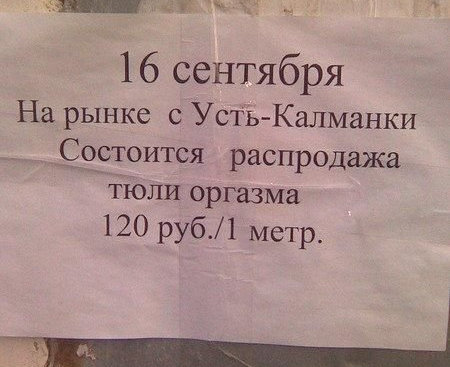 16 сентября
На рынке с Усть-Калманки
Состоится распродажа
тюли оргазма
120 руб./1 метр.